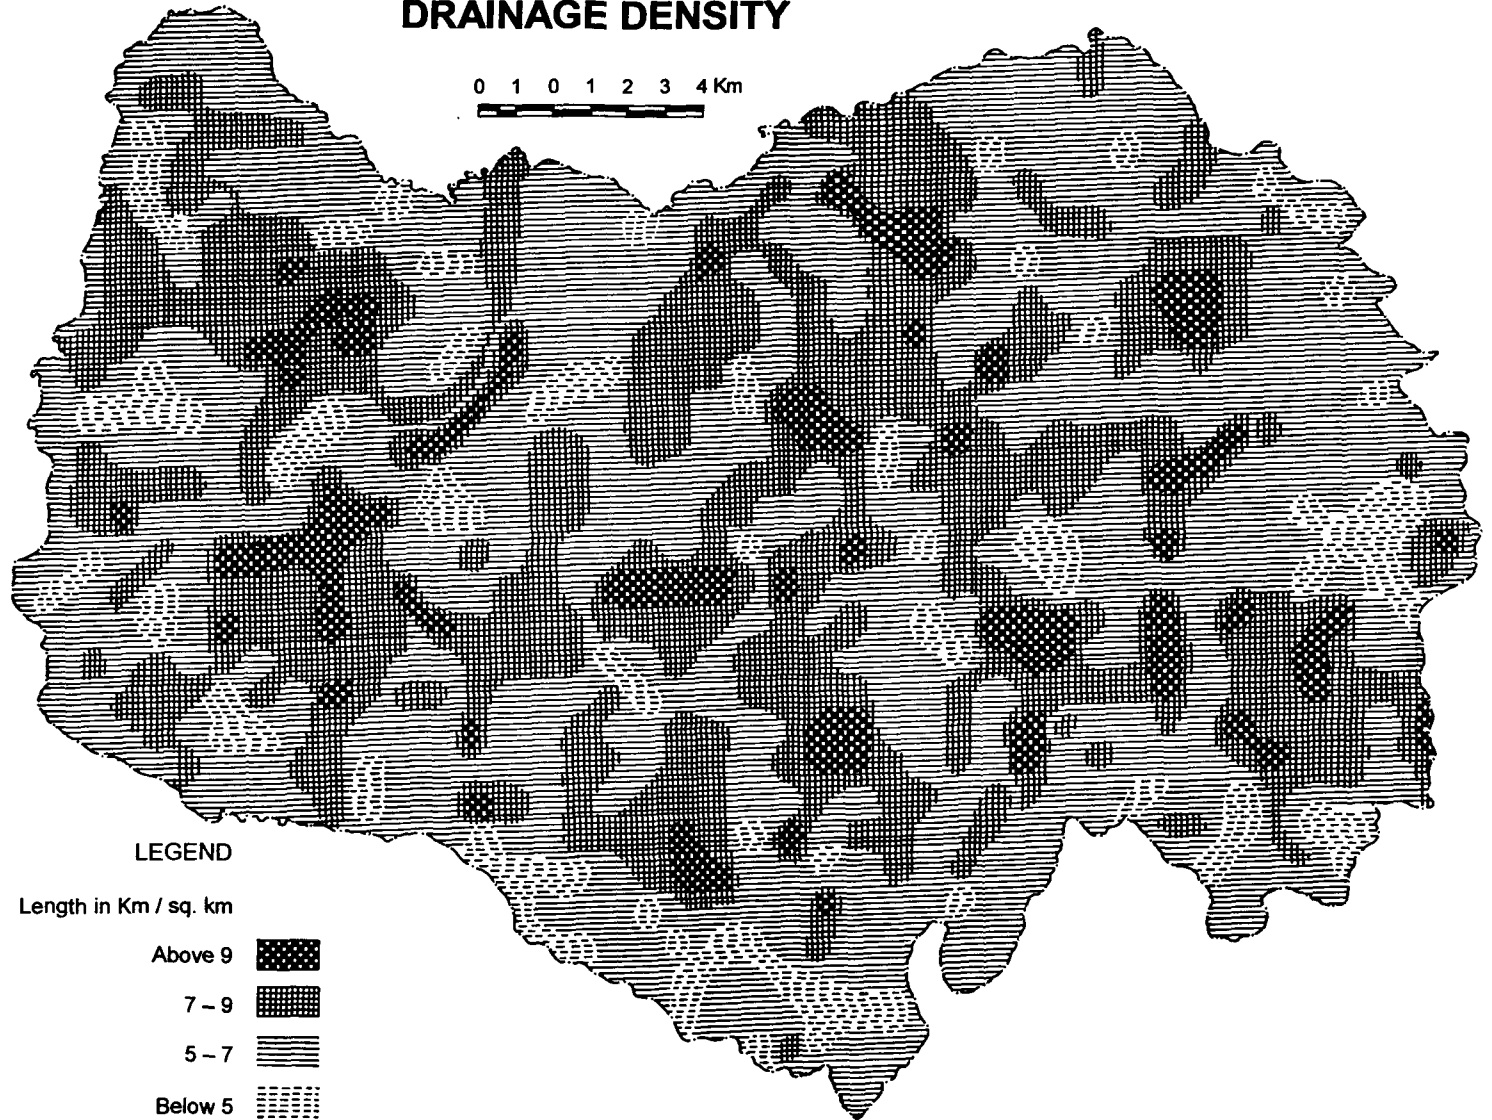 DRAINAGE DENSITY
0 1 0 1 2 3 4 Km
LEGEND
Length in Km / sq. km
Above 9
7 – 9
5 – 7
Below 5